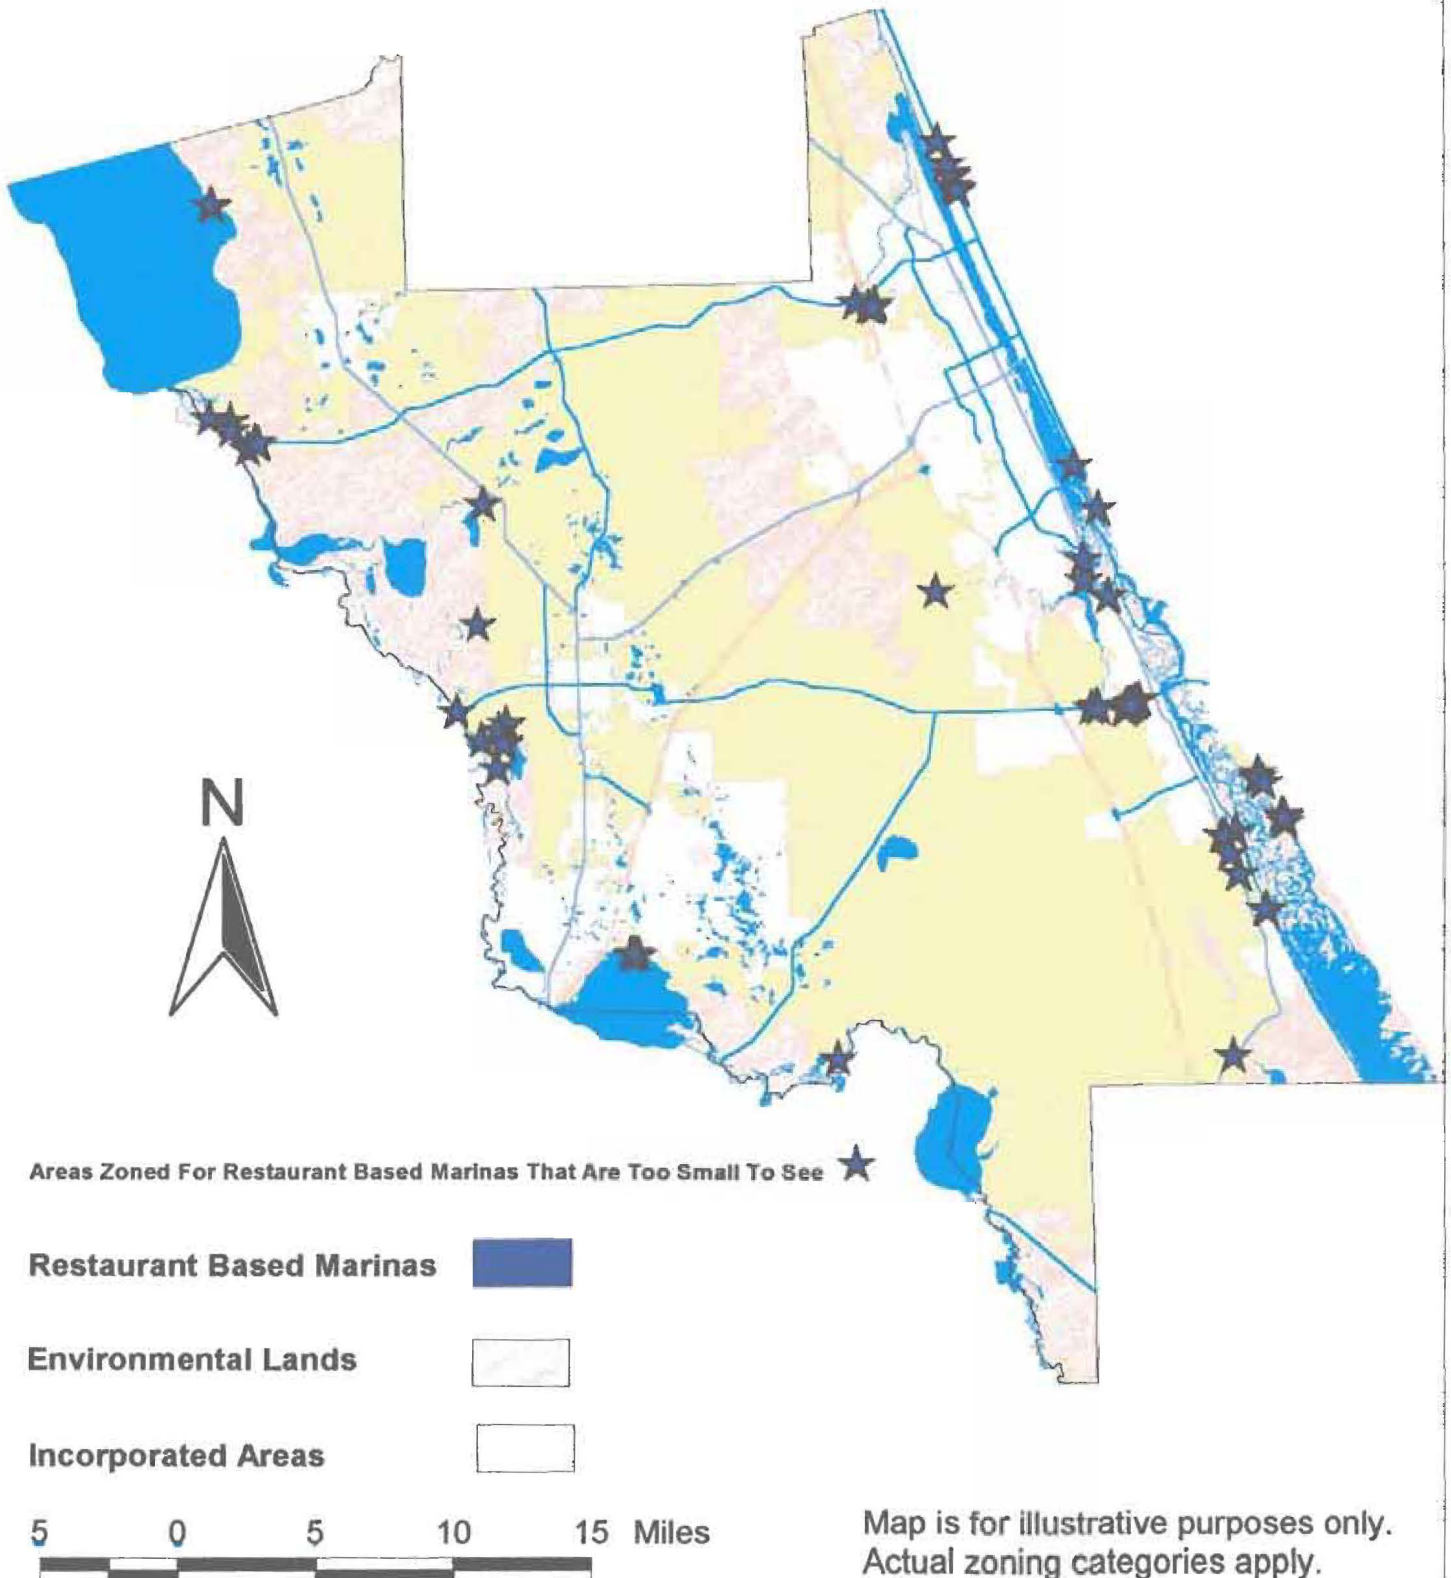 N
Areas Zoned For Restaurant Based Marinas That Are Too Small To See
Restaurant Based Marinas
Environmental Lands
Incorporated Areas
5 0 5 10 15 Miles
Map is for illustrative purposes only.
Actual zoning categories apply.